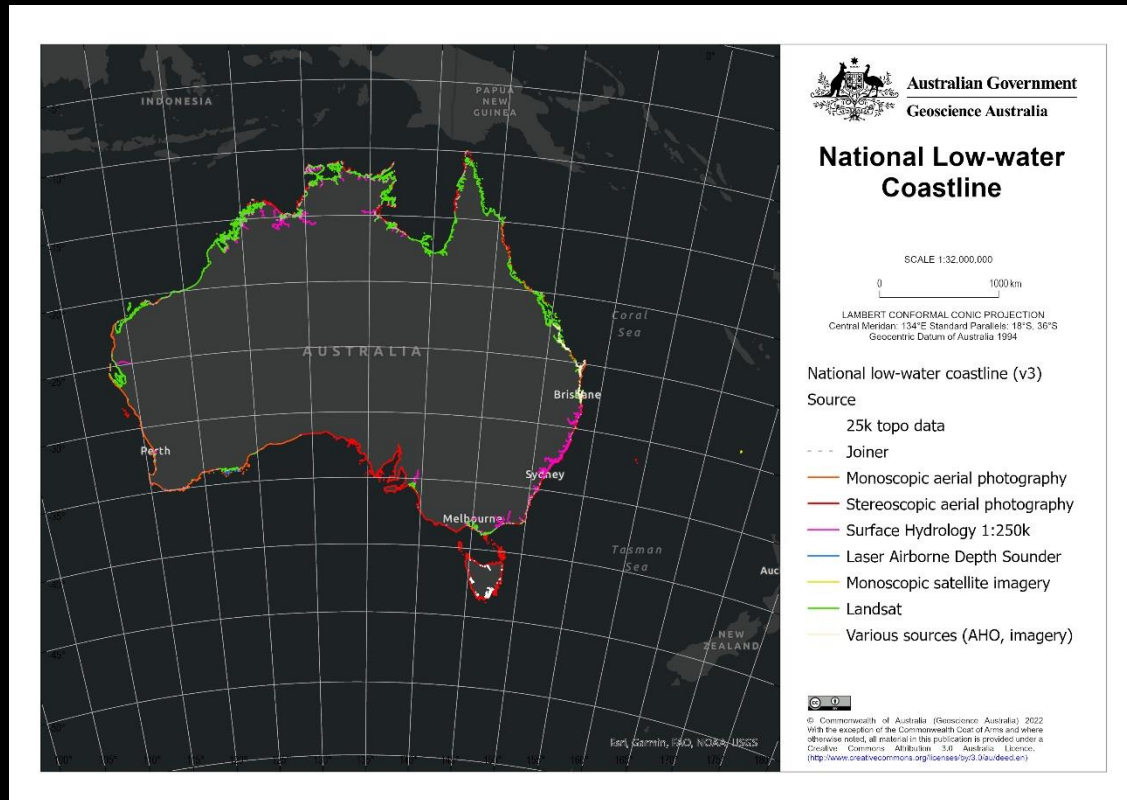 INDONESIA
PAPUA
NEW
GUINEA
Coral
Sea
AUSTRALIA
Brisbane
Perth
Sydney
Melbourne
Tasman
Sea
Auc
NEW
ZEALAND
Esri, Garmin, FAO, NOAA, USGS
Australian Government
Geoscience Australia
National Low-water
Coastline
SCALE 1:32,000,000
0 1000 km
LAMBERT CONFORMAL CONIC PROJECTION
Central Meridian: 134°E Standard Parallels: 18°S, 36°S
Geocentric Datum of Australia 1994
National low-water coastline (v3)
Source
25k topo data
Joiner
Monoscopic aerial photography
Stereoscopic aerial photography
Surface Hydrology 1:250k
Laser Airborne Depth Sounder
Monoscopic satellite imagery
Landsat
Various sources (AHO, imagery)
© Commonwealth of Australia (Geoscience Australia) 2022
With the exception of the Commonwealth Coat of Arms and where
otherwise noted, all material in this publication is provided under a
Creative Commons Attribution 3.0 Australia Licence.
(http://www.creativecommons.org/licenses/by/3.0/au/deed.en)